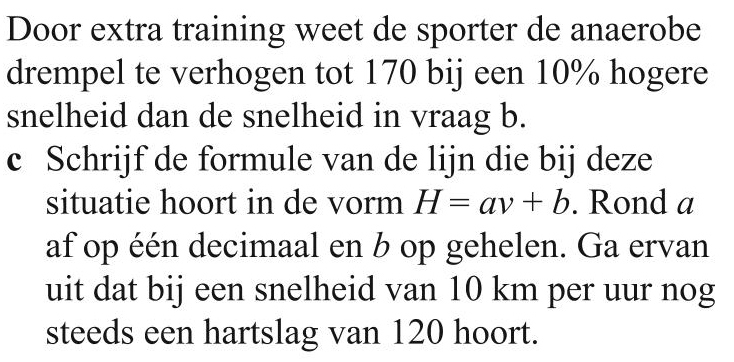 Door extra training weet de sporter de anaerobe
drempel te verhogen tot 170 bij een 10% hogere
snelheid dan de snelheid in vraag b.
c Schrijf de formule van de lijn die bij deze
situatie hoort in de vorm H = av + b. Rond a
af op één decimaal en b op gehelen. Ga ervan
uit dat bij een snelheid van 10 km per uur nog
steeds een hartslag van 120 hoort.